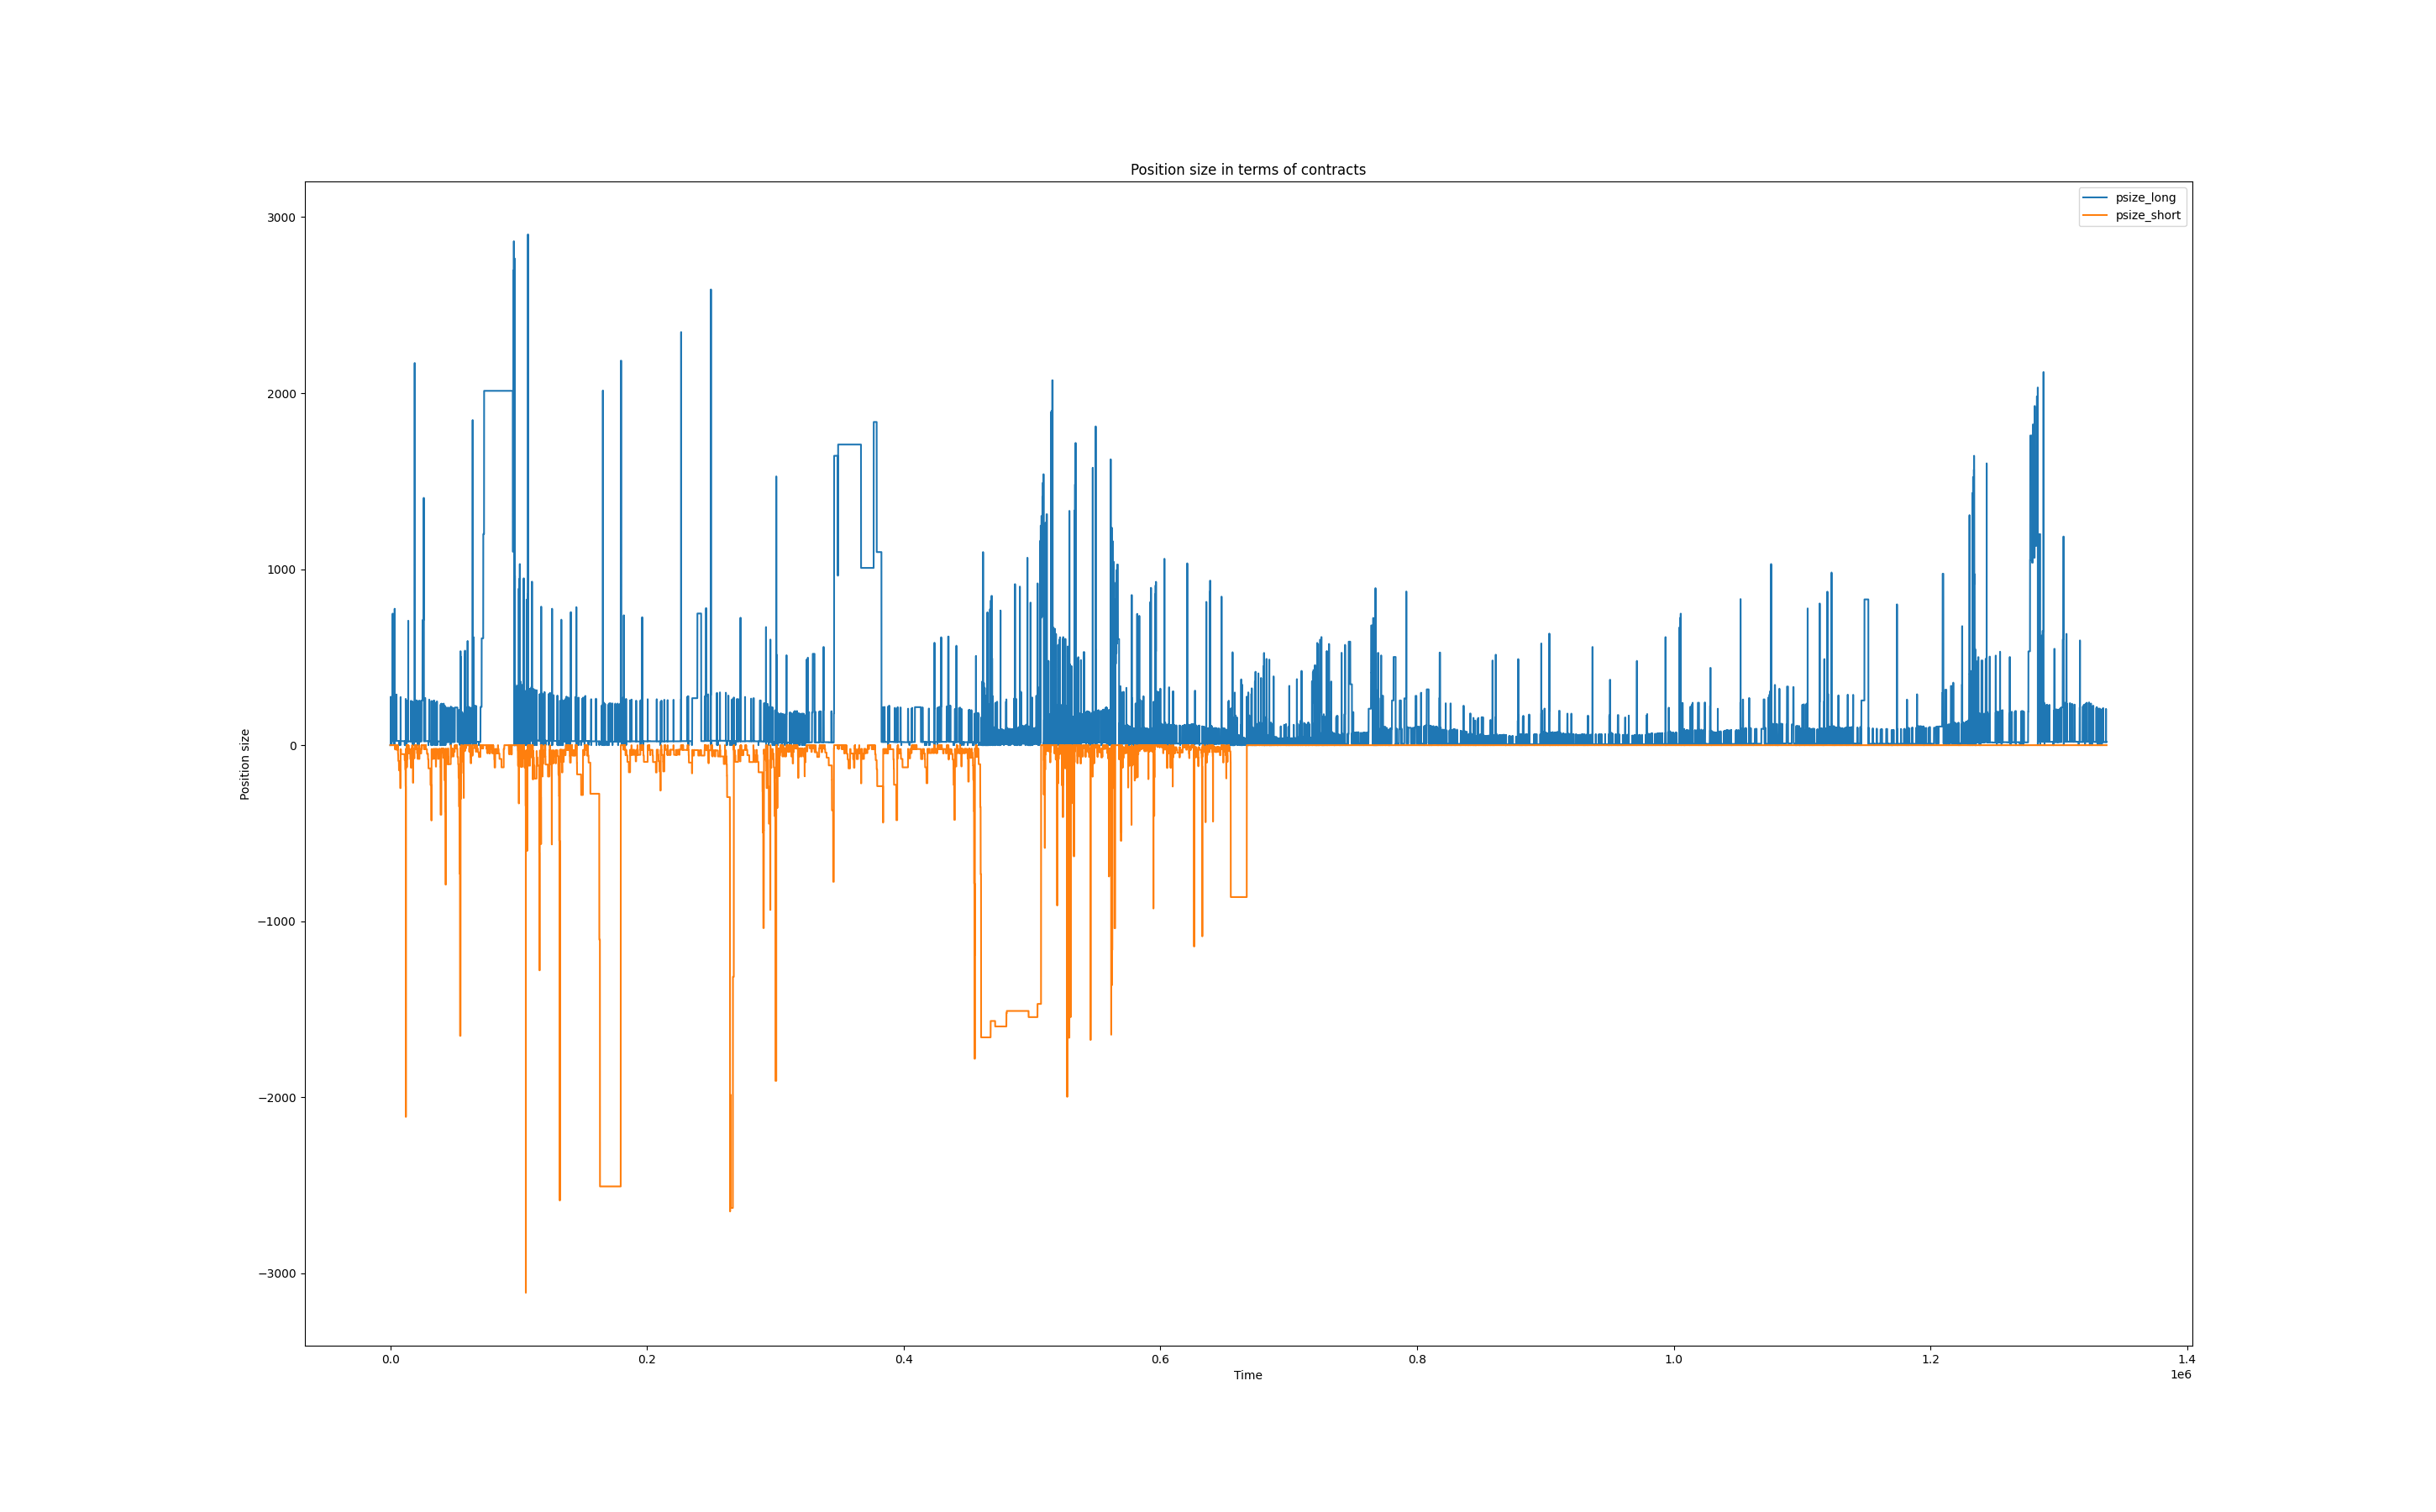 Position size in terms of contracts
psize_long
psize_short
3000
2000
1000
0
−1000
−2000
−3000
Position size
0.0 0.2 0.4 0.6 0.8 1.0 1.2 1.4
Time
1e6